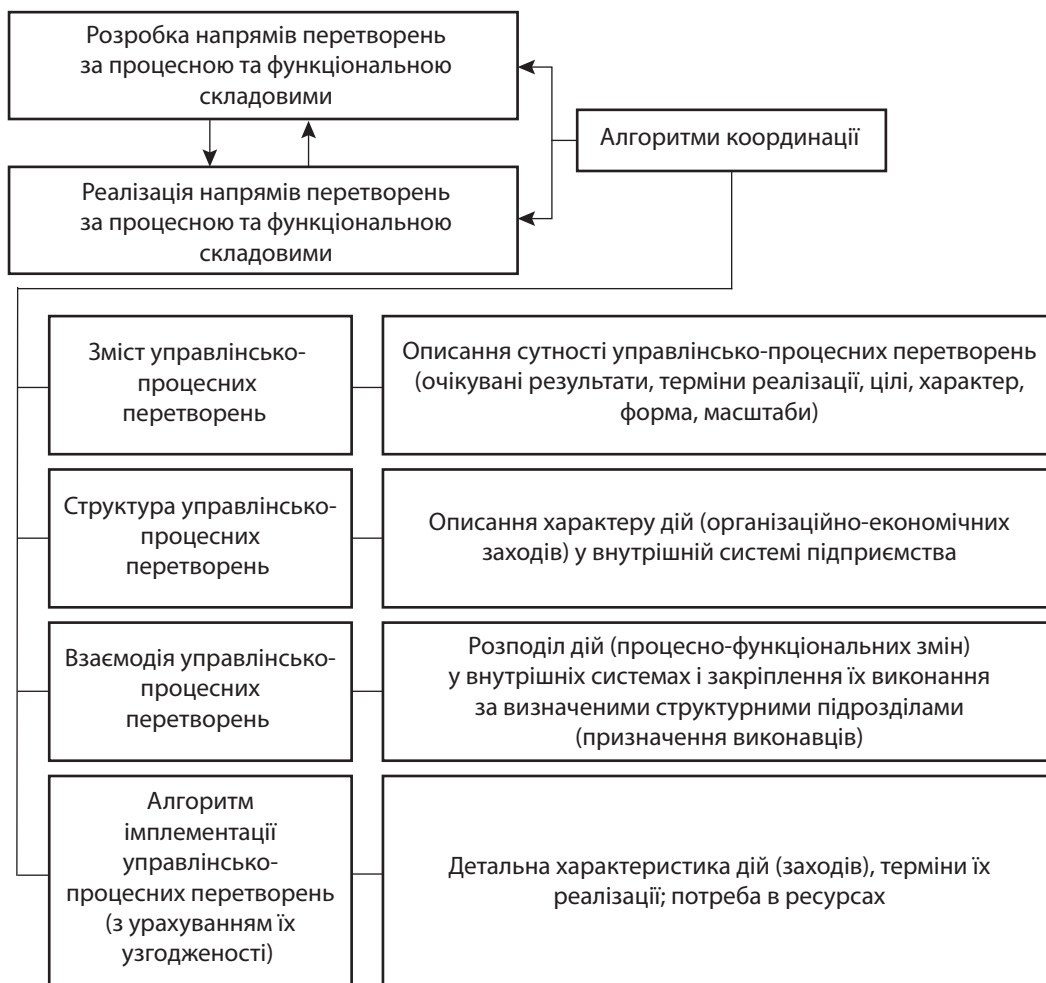 Розробка напрямів перетворень
за процесною та функціональною
складовими
Алгоритми координації
Реалізація напрямів перетворень
за процесною та функціональною
складовими
Зміст управлінсько-
процесних
перетворень
Описання сутності управлінсько-процесних перетворень
(очікувані результати, терміни реалізації, цілі, характер,
форма, масштаби)
Структура управлінсько-
процесних
перетворень
Описання характеру дій (організаційно-економічних
заходів) у внутрішній системі підприємства
Взаємодія управлінсько-
процесних
перетворень
Розподіл дій (процесно-функціональних змін)
у внутрішніх системах і закріплення їх виконання
за визначеними структурними підрозділами
(призначення виконавців)
Алгоритм
імплементації
управлінсько-
процесних перетворень
(з урахуванням їх
узгодженості)
Детальна характеристика дій (заходів), терміни їх
реалізації; потреба в ресурсах